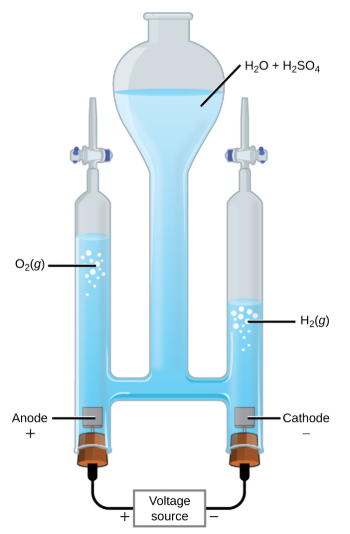 H₂O + H₂SO₄
O₂(g)
H₂(g)
Anode
+
Cathode
–
Voltage
source
+
–